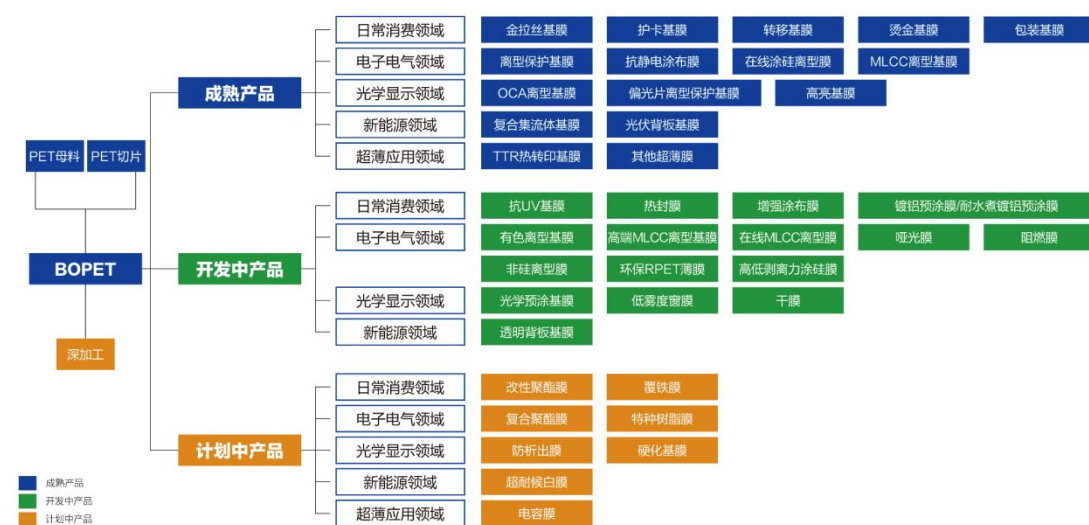 PET母料 PET切片
BOPET
深加工
成熟产品
日常消费领域 金拉丝基膜 护卡基膜 转移基膜 烫金基膜 包装基膜
电子电气领域 离型保护基膜 抗静电涂布膜 在线涂硅离型膜 MLCC离型基膜
光学显示领域 OCA离型基膜 偏光片离型保护基膜 高亮基膜
新能源领域 复合集流体基膜 光伏背板基膜
超薄应用领域 TTR热转印基膜 其他超薄膜
开发中产品
日常消费领域 抗UV基膜 热封膜 增强涂布膜 镀铝预涂膜/耐水煮镀铝预涂膜
电子电气领域 有色离型基膜 高端MLCC离型基膜 在线MLCC离型膜 哑光膜 阻燃膜
非硅离型膜 环保RPET薄膜 高低剥离力涂硅膜
光学显示领域 光学预涂基膜 低雾度窗膜 干膜
新能源领域 透明背板基膜
计划中产品
日常消费领域 改性聚酯膜 覆铁膜
电子电气领域 复合聚酯膜 特种树脂膜
光学显示领域 防析出膜 硬化基膜
新能源领域 超耐候白膜
超薄应用领域 电容膜
成熟产品
开发中产品
计划中产品